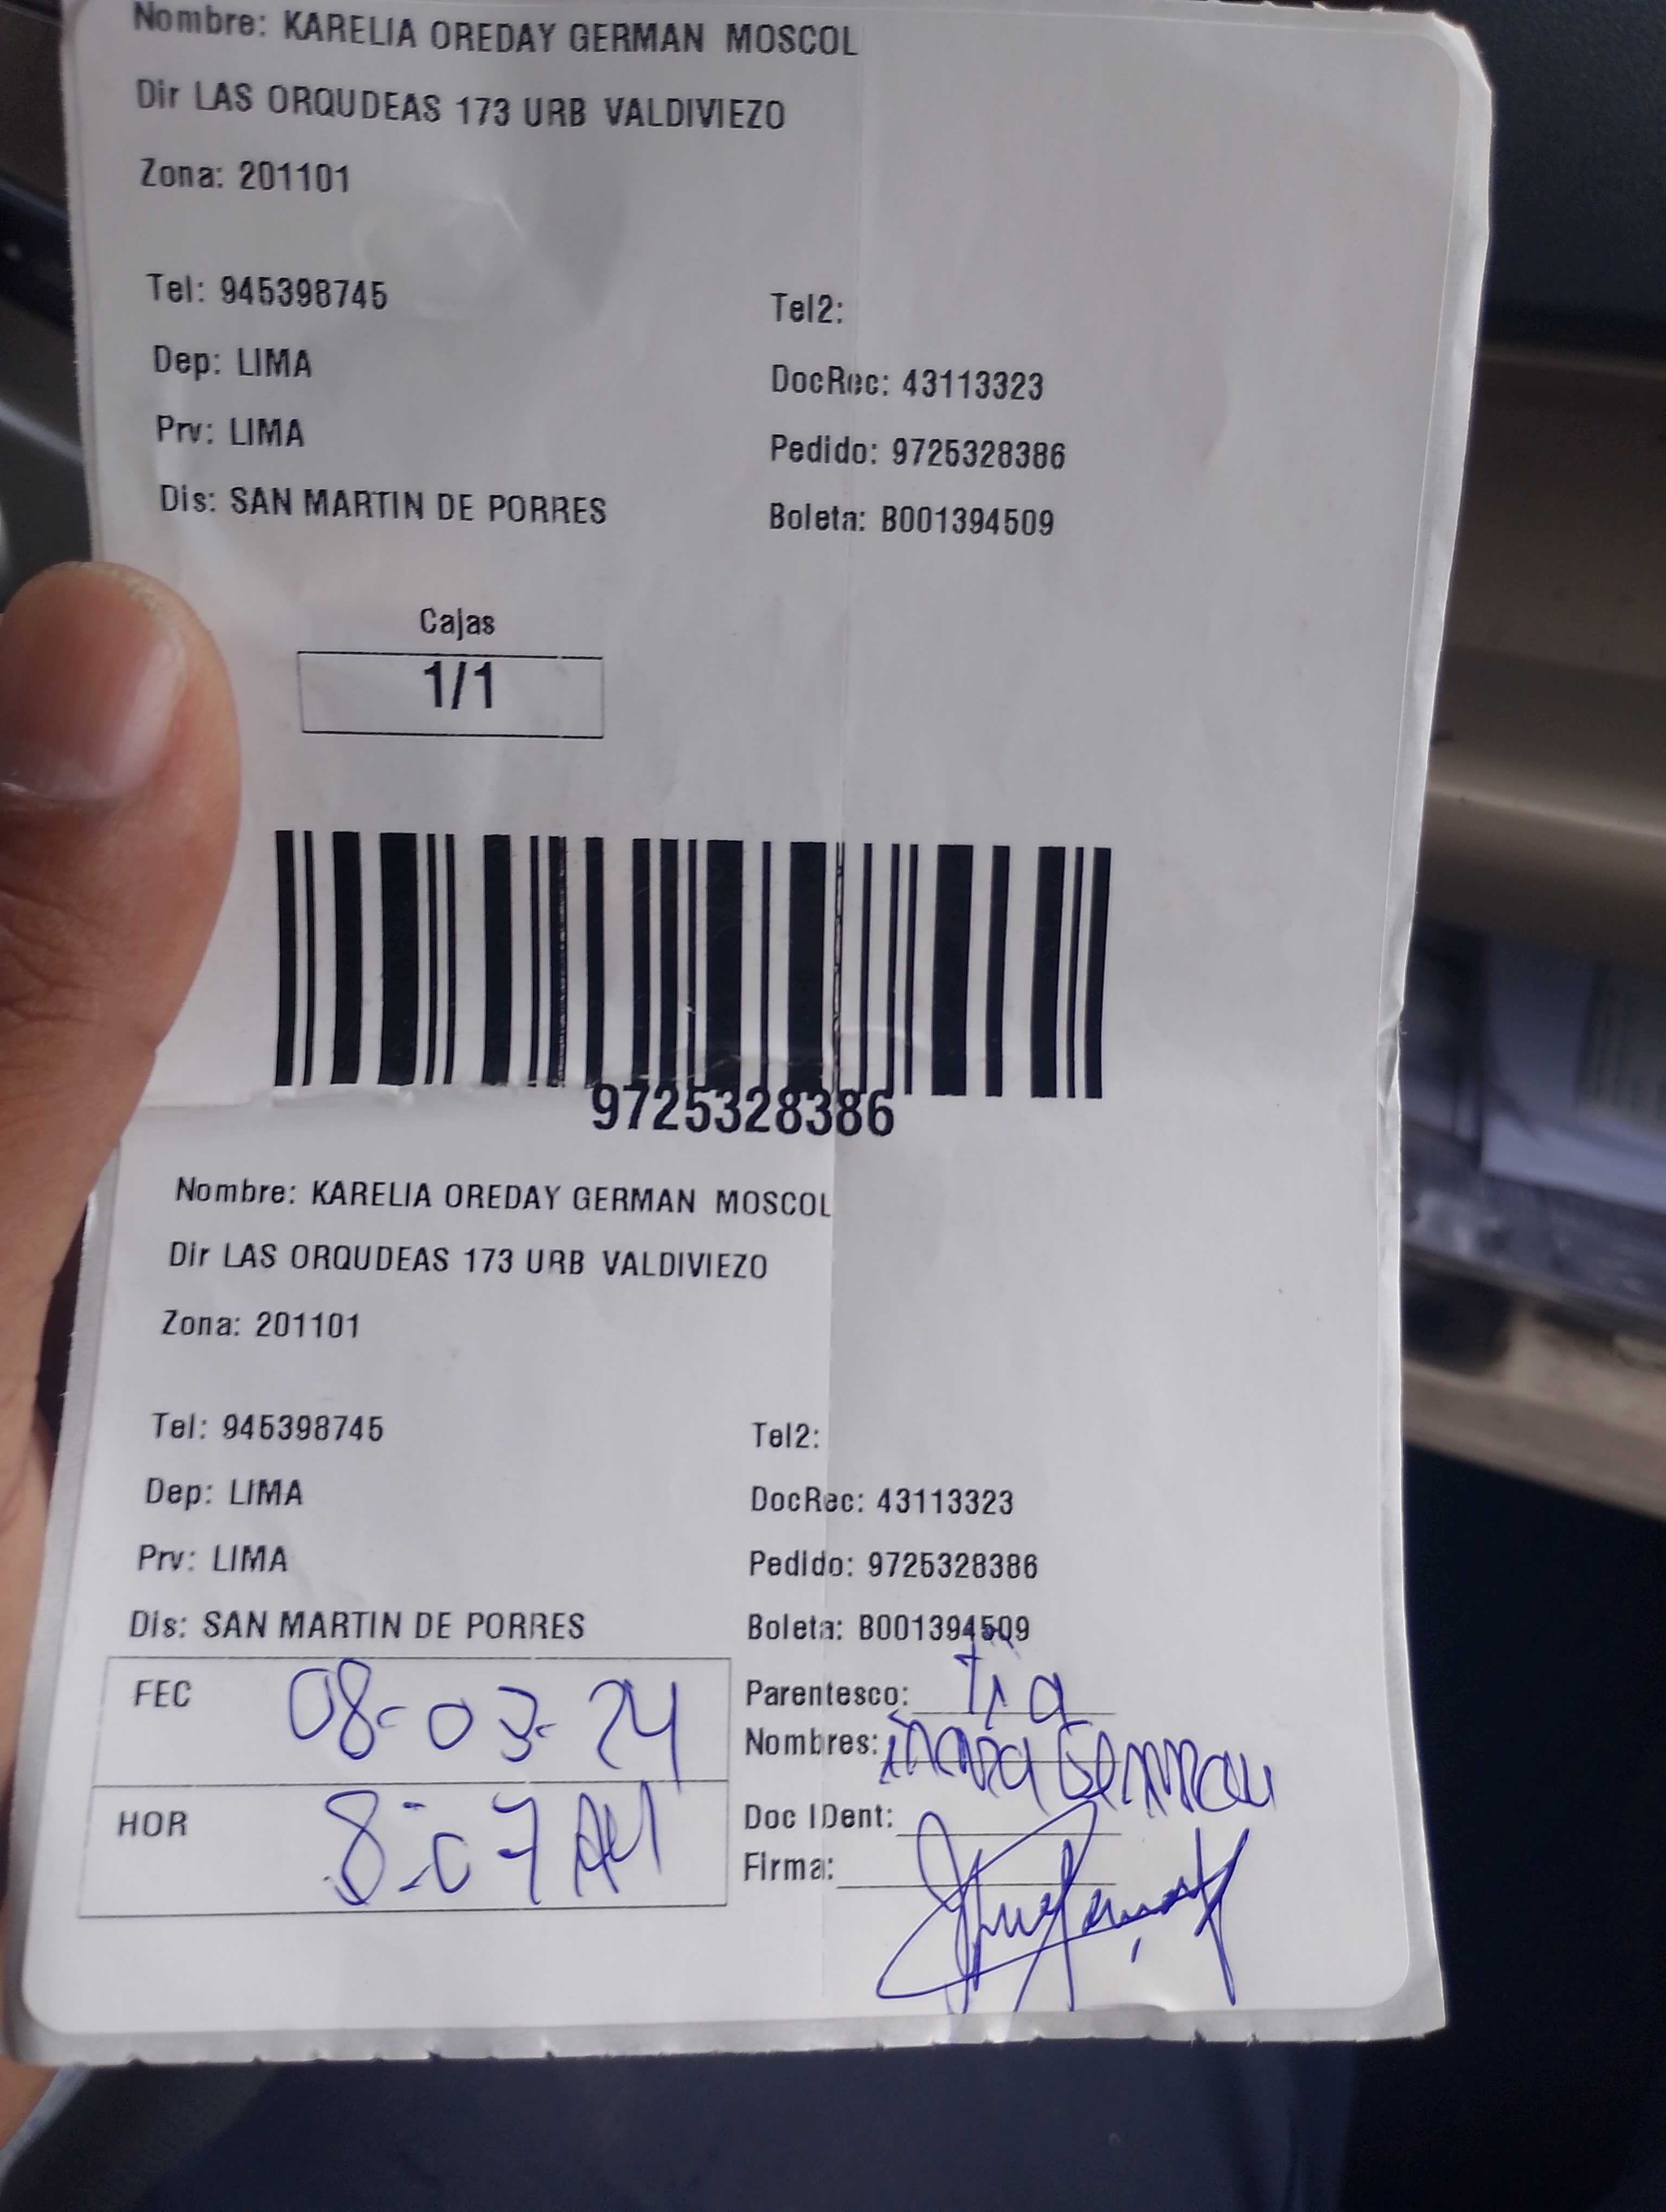 Nombre: KARELIA OREDAY GERMAN MOSCOL
Dir LAS ORQUDEAS 173 URB VALDIVIEZO
Zona: 201101
Tel: 945398745
Tel2:
Dep: LIMA
DocRec: 43113323
Prv: LIMA
Pedido: 9725328386
Dis: SAN MARTIN DE PORRES
Boleta: B001394509
Cajas
1/1
9725328386
Nombre: KARELIA OREDAY GERMAN MOSCOL
Dir LAS ORQUDEAS 173 URB VALDIVIEZO
Zona: 201101
Tel: 945398745
Tel2:
Dep: LIMA
DocRec: 43113323
Prv: LIMA
Pedido: 9725328386
Dis: SAN MARTIN DE PORRES
Boleta: B001394509
FEC 08-03-24
Parentesco: tia
Nombres: German
HOR 8:07 AM
Doc IDent:
Firma: